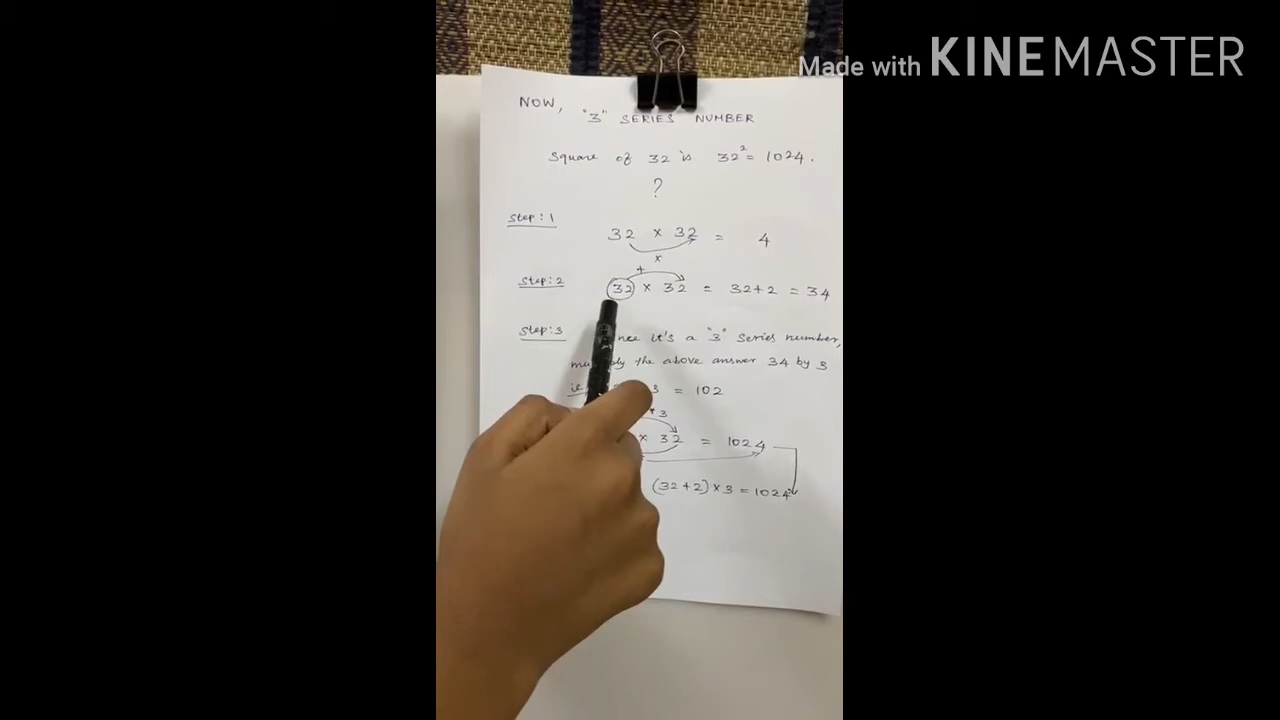 Made with KINEMASTER
NOW,
"3" SERIES NUMBER
Square of 32 is 32² = 1024.
?
Step: 1
32 × 32 = 4
×
+
Step: 2 32 × 32 = 32+2 = 34
Step: 3 it's a "3" series number,
the above answer 34 by 3
ie 3 = 102
× 3
× 32 = 1024
(32+2) × 3 = 1024